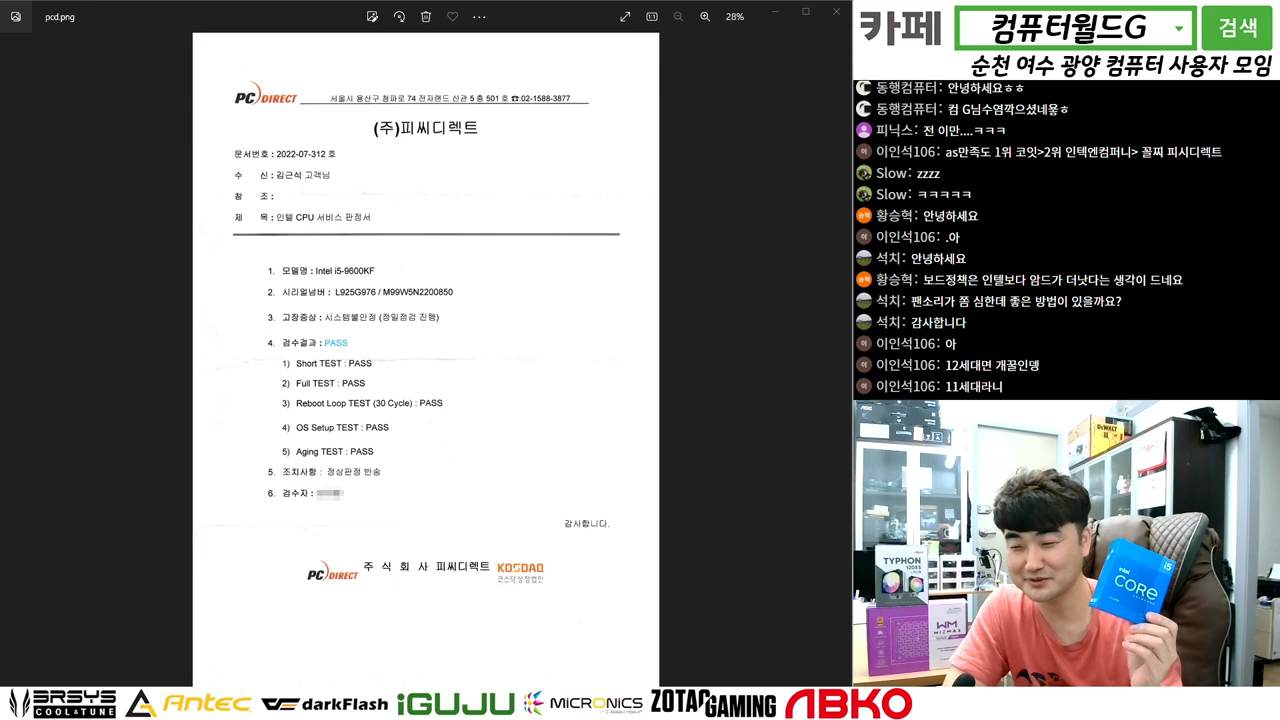 pcd.png
28%
PC DIRECT 서울시 용산구 청파로 74 전자랜드 신관 5 층 501 호 ☎:02-1588-3877
(주)피씨디렉트
문서번호 : 2022-07-312 호
수 신 : 김근식 고객님
참 조 :
제 목 : 인텔 CPU 서비스 판정서
1. 모델명 : Intel i5-9600KF
2. 시리얼넘버 : L925G976 / M99W5N2200850
3. 고장증상 : 시스템불안정 (정밀점검 진행)
4. 검수결과 : PASS
1) Short TEST : PASS
2) Full TEST : PASS
3) Reboot Loop TEST (30 Cycle) : PASS
4) OS Setup TEST : PASS
5) Aging TEST : PASS
5. 조치사항 : 정상판정 반송
6. 검수자 :
감사합니다.
PC DIRECT 주 식 회 사 피씨디렉트 KOSDAQ
코스닥상장법인
카페 컴퓨터월드G 검색
순천 여수 광양 컴퓨터 사용자 모임
동행컴퓨터: 안녕하세요ㅎㅎ
동행컴퓨터: 컴 G님수염깍으셨네욯ㅎ
피닉스: 전 이만....ㅋㅋㅋ
이인석106: as만족도 1위 코잇>2위 인텍엔컴퍼니> 꼴찌 피시디렉트
Slow: zzzz
Slow: ㅋㅋㅋㅋㅋ
황승혁: 안녕하세요
이인석106: .아
석치: 안녕하세요
황승혁: 보드정책은 인텔보다 암드가 더낫다는 생각이 드네요
석치: 팬소리가 쫌 심한데 좋은 방법이 있을까요?
석치: 감사합니다
이인석106: 아
이인석106: 12세대면 개꿀인뎅
이인석106: 11세대라니
DEWALT
TYPHON
120X5
WM
WIZMAX
intel
CORE
i5
3RSYS
COOL & TUNE
Antec
darkFlash
iGUJU
MICRONICS
ZOTAC GAMING
ABKO